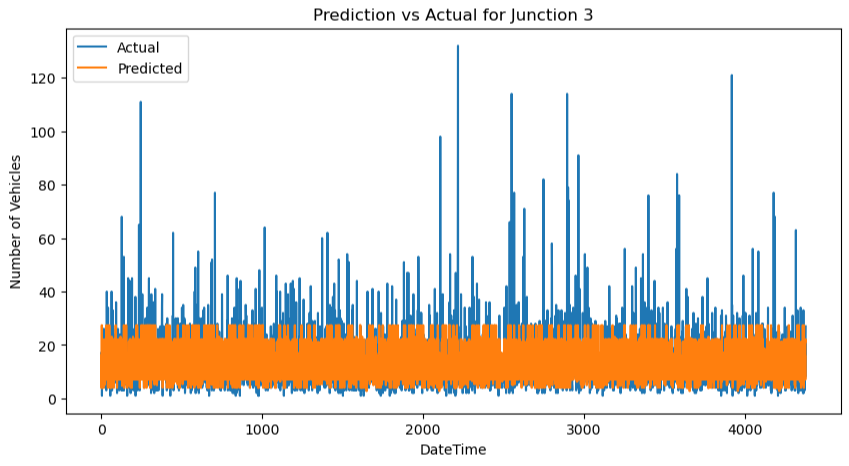 Prediction vs Actual for Junction 3
Actual
Predicted
120
100
80
60
40
20
0
Number of Vehicles
0 1000 2000 3000 4000
DateTime